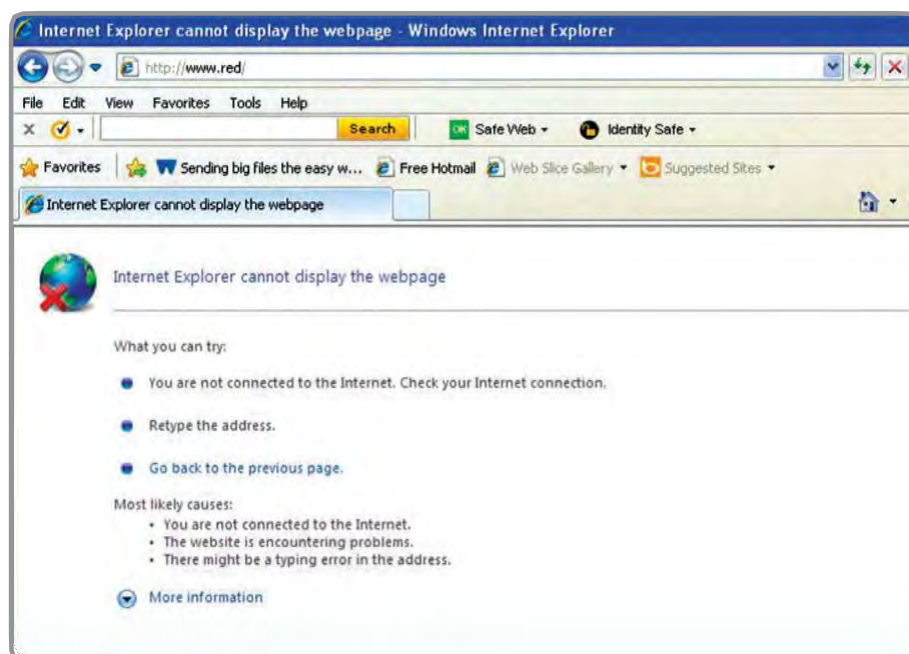 Internet Explorer cannot display the webpage - Windows Internet Explorer
http://www.red/
File Edit View Favorites Tools Help
Search Safe Web Identity Safe
Favorites Sending big files the easy w... Free Hotmail Web Slice Gallery Suggested Sites
Internet Explorer cannot display the webpage
Internet Explorer cannot display the webpage
What you can try:
You are not connected to the Internet. Check your Internet connection.
Retype the address.
Go back to the previous page.
Most likely causes:
• You are not connected to the Internet.
• The website is encountering problems.
• There might be a typing error in the address.
More information